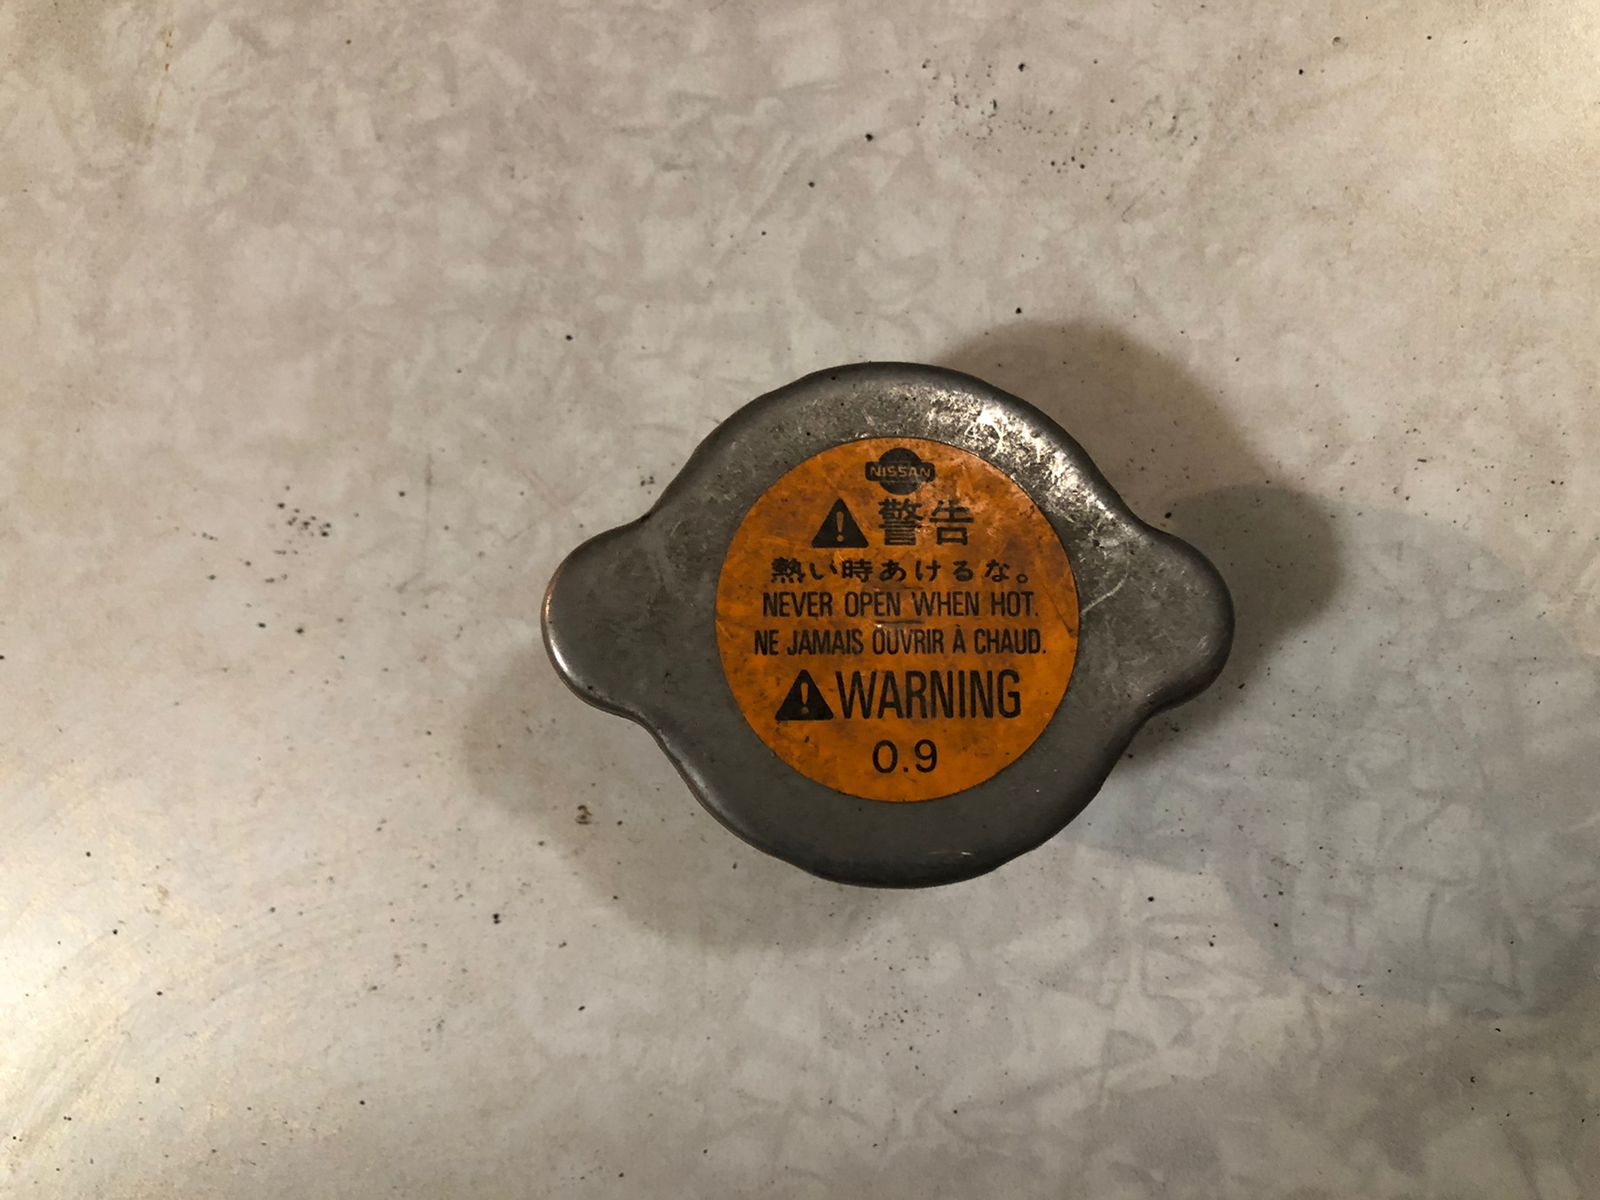 NISSAN
警告
熱い時あけるな。
NEVER OPEN WHEN HOT.
NE JAMAIS OUVRIR À CHAUD.
WARNING
0.9